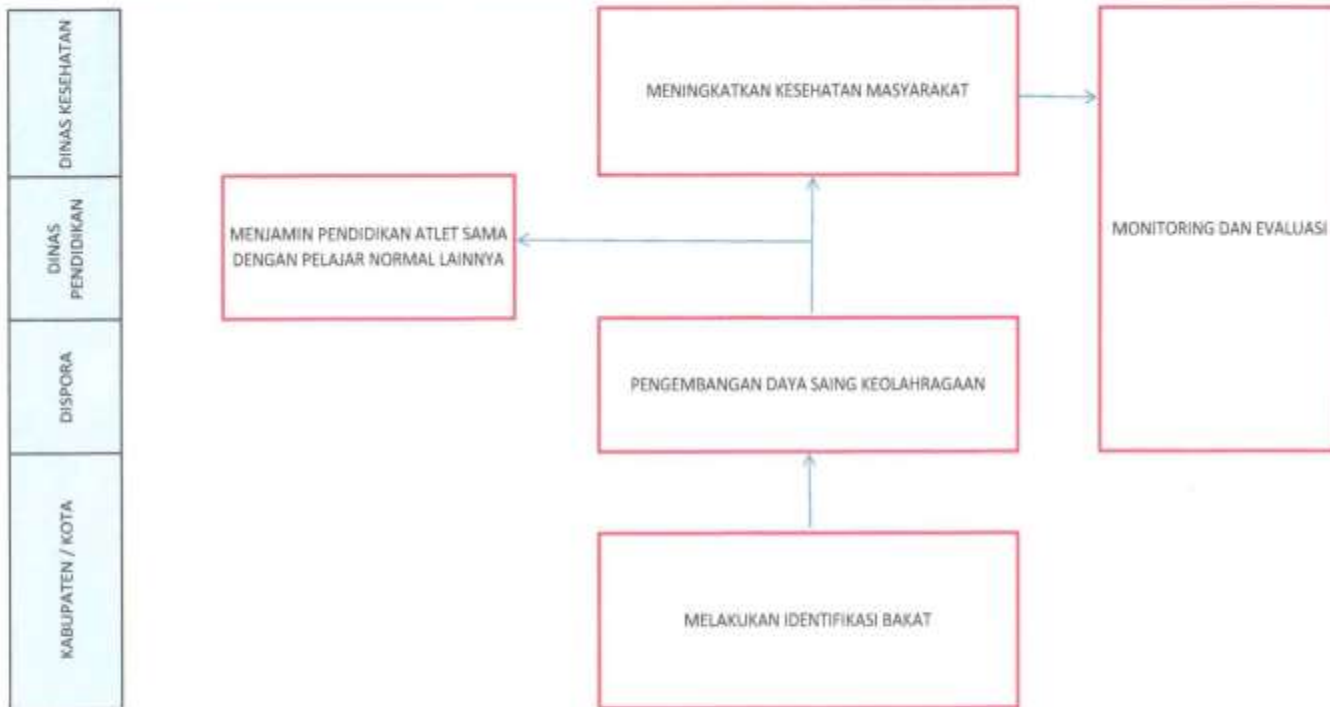 DINAS KESEHATAN
MENINGKATKAN KESEHATAN MASYARAKAT
MONITORING DAN EVALUASI
DINAS
PENDIDIKAN
MENJAMIN PENDIDIKAN ATLET SAMA
DENGAN PELAJAR NORMAL LAINNYA
DISPORA
PENGEMBANGAN DAYA SAING KEOLAHRAGAAN
KABUPATEN / KOTA
MELAKUKAN IDENTIFIKASI BAKAT